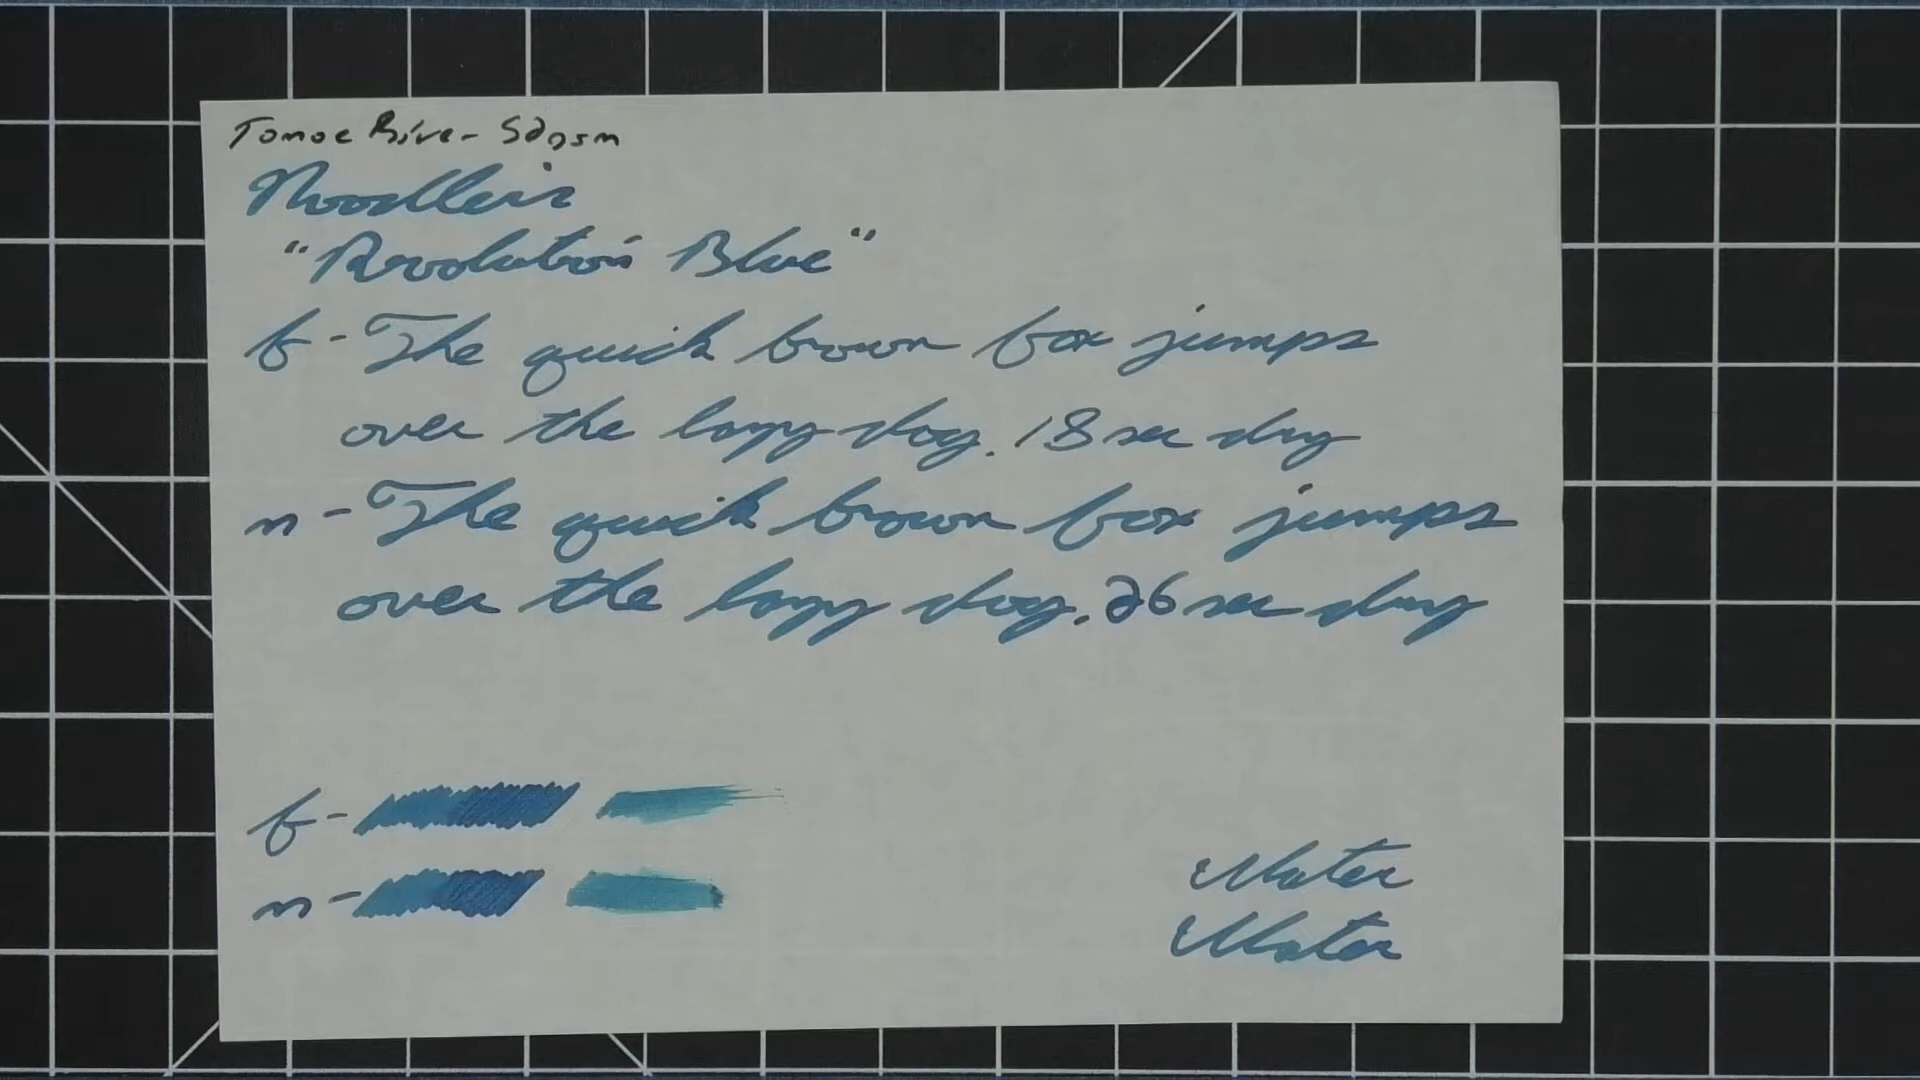 Tomoe River - 52gsm
Noodler's
"Revolution Blue"
f - The quick brown fox jumps
over the lazy dog. 18 sec dry
m - The quick brown fox jumps
over the lazy dog. 26 sec dry
f -
m -
Water
Water